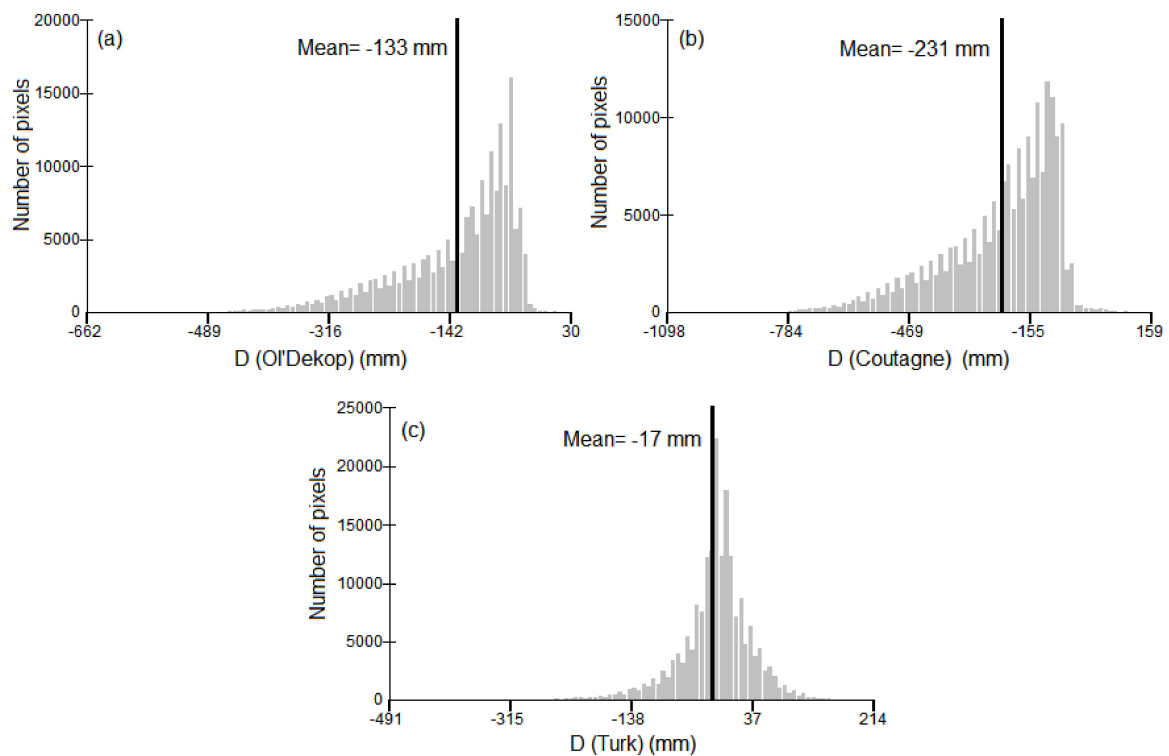 (a)
Mean= -133 mm
Number of pixels
20000
15000
10000
5000
0
-662
-489
-316
-142
30
D (Ol'Dekop) (mm)
(b)
Mean= -231 mm
Number of pixels
15000
10000
5000
0
-1098
-784
-469
-155
159
D (Coutagne) (mm)
(c)
Mean= -17 mm
Number of pixels
25000
20000
15000
10000
5000
0
-491
-315
-138
37
214
D (Turk) (mm)